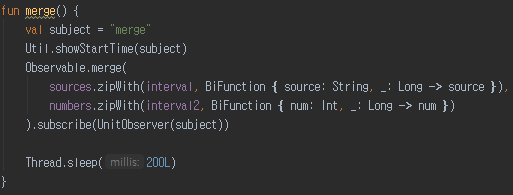 fun merge() {
    val subject = "merge"
    Util.showStartTime(subject)
    Observable.merge(
        sources.zipWith(interval, BiFunction { source: String, _: Long -> source }),
        numbers.zipWith(interval2, BiFunction { num: Int, _: Long -> num })
    ).subscribe(UnitObserver(subject))
    Thread.sleep( millis: 200L)
}